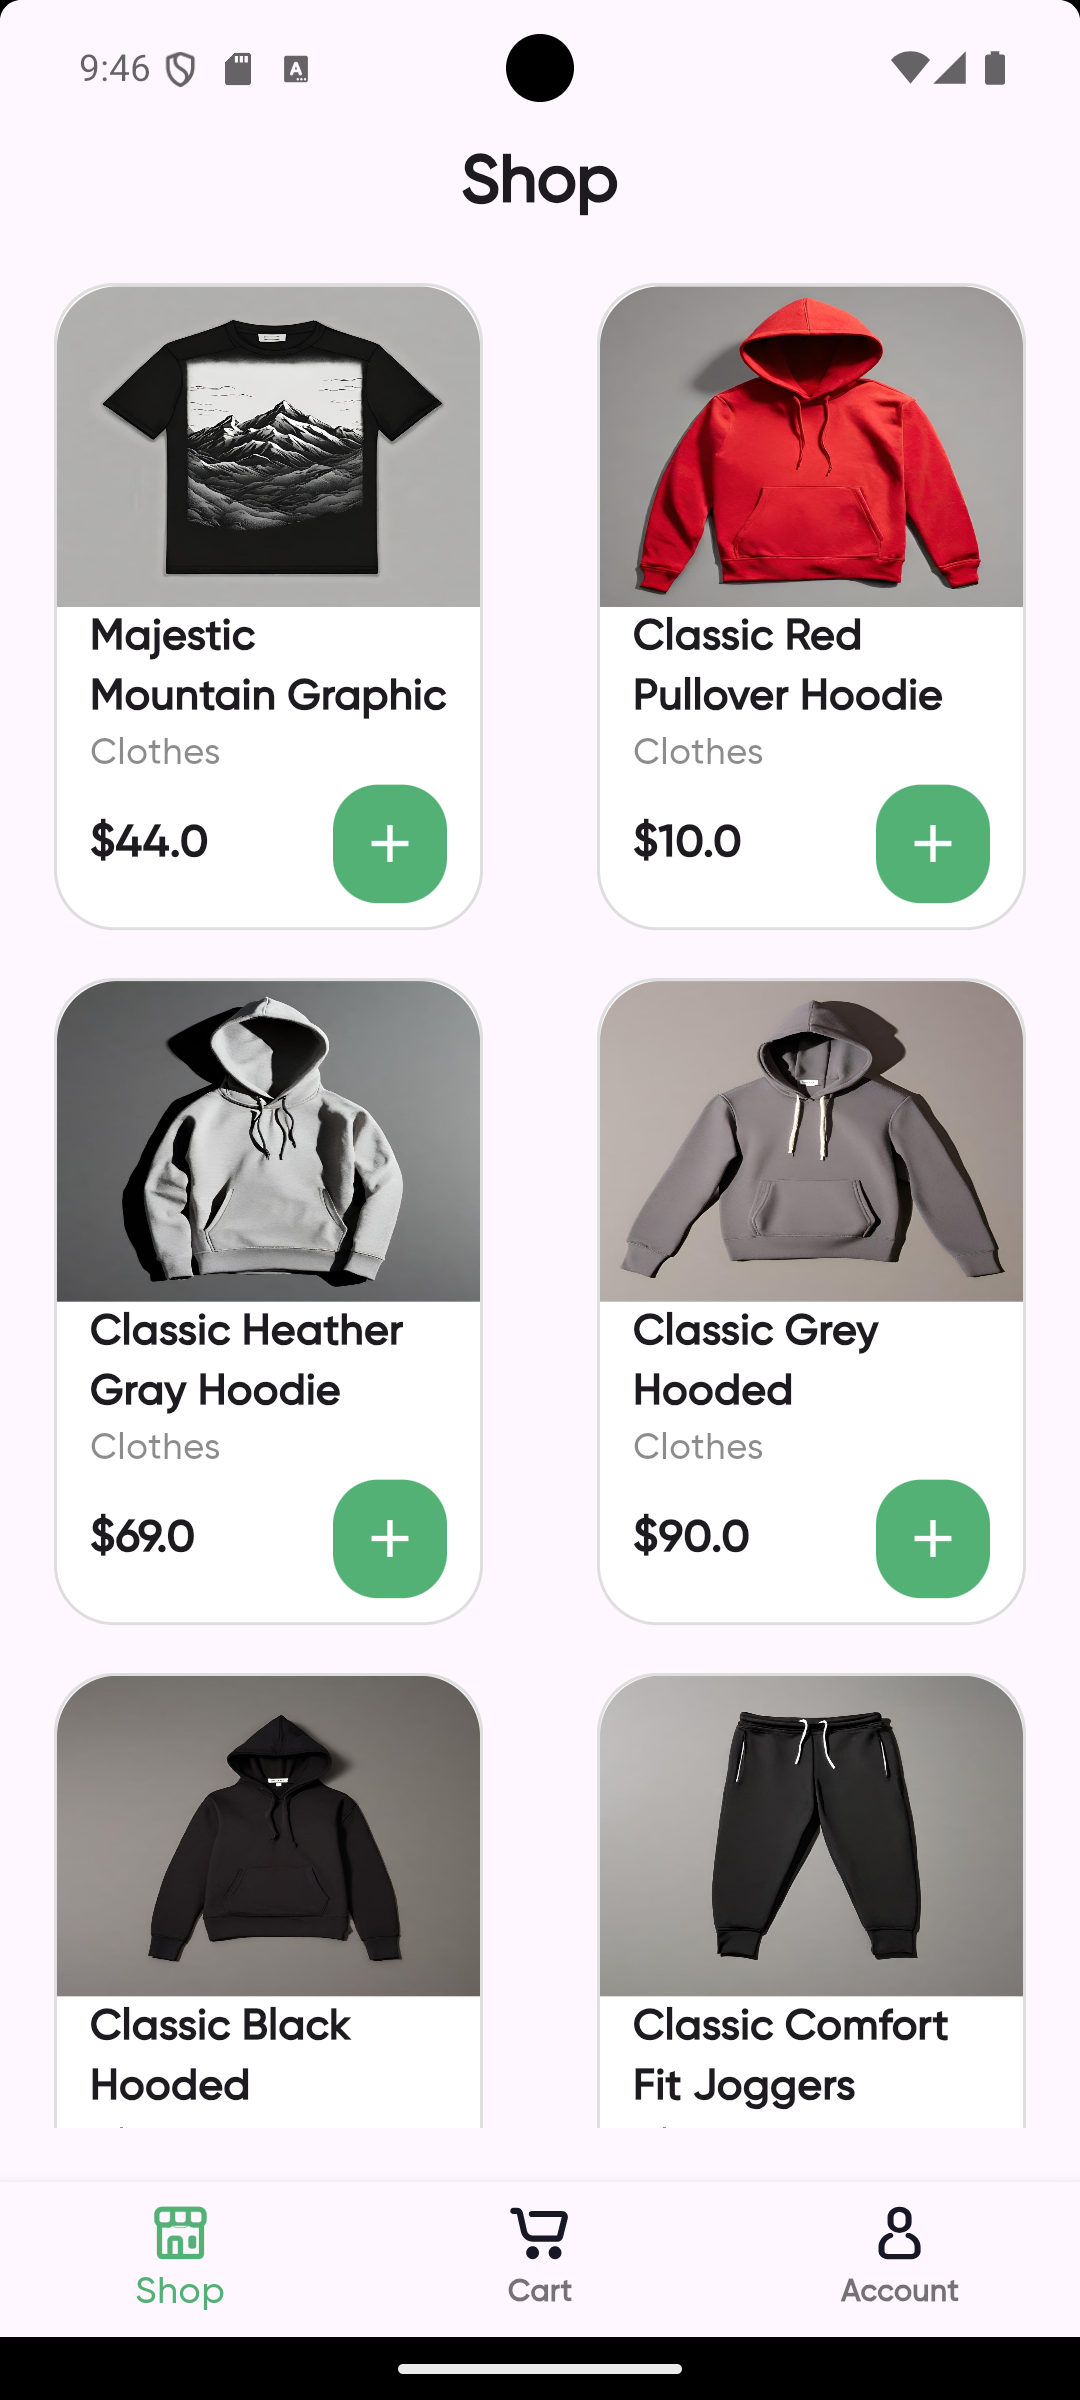 9:46
Shop
Majestic
Mountain Graphic
Clothes
$44.0
Classic Red
Pullover Hoodie
Clothes
$10.0
Classic Heather
Gray Hoodie
Clothes
$69.0
Classic Grey
Hooded
Clothes
$90.0
Classic Black
Hooded
Classic Comfort
Fit Joggers
Shop
Cart
Account